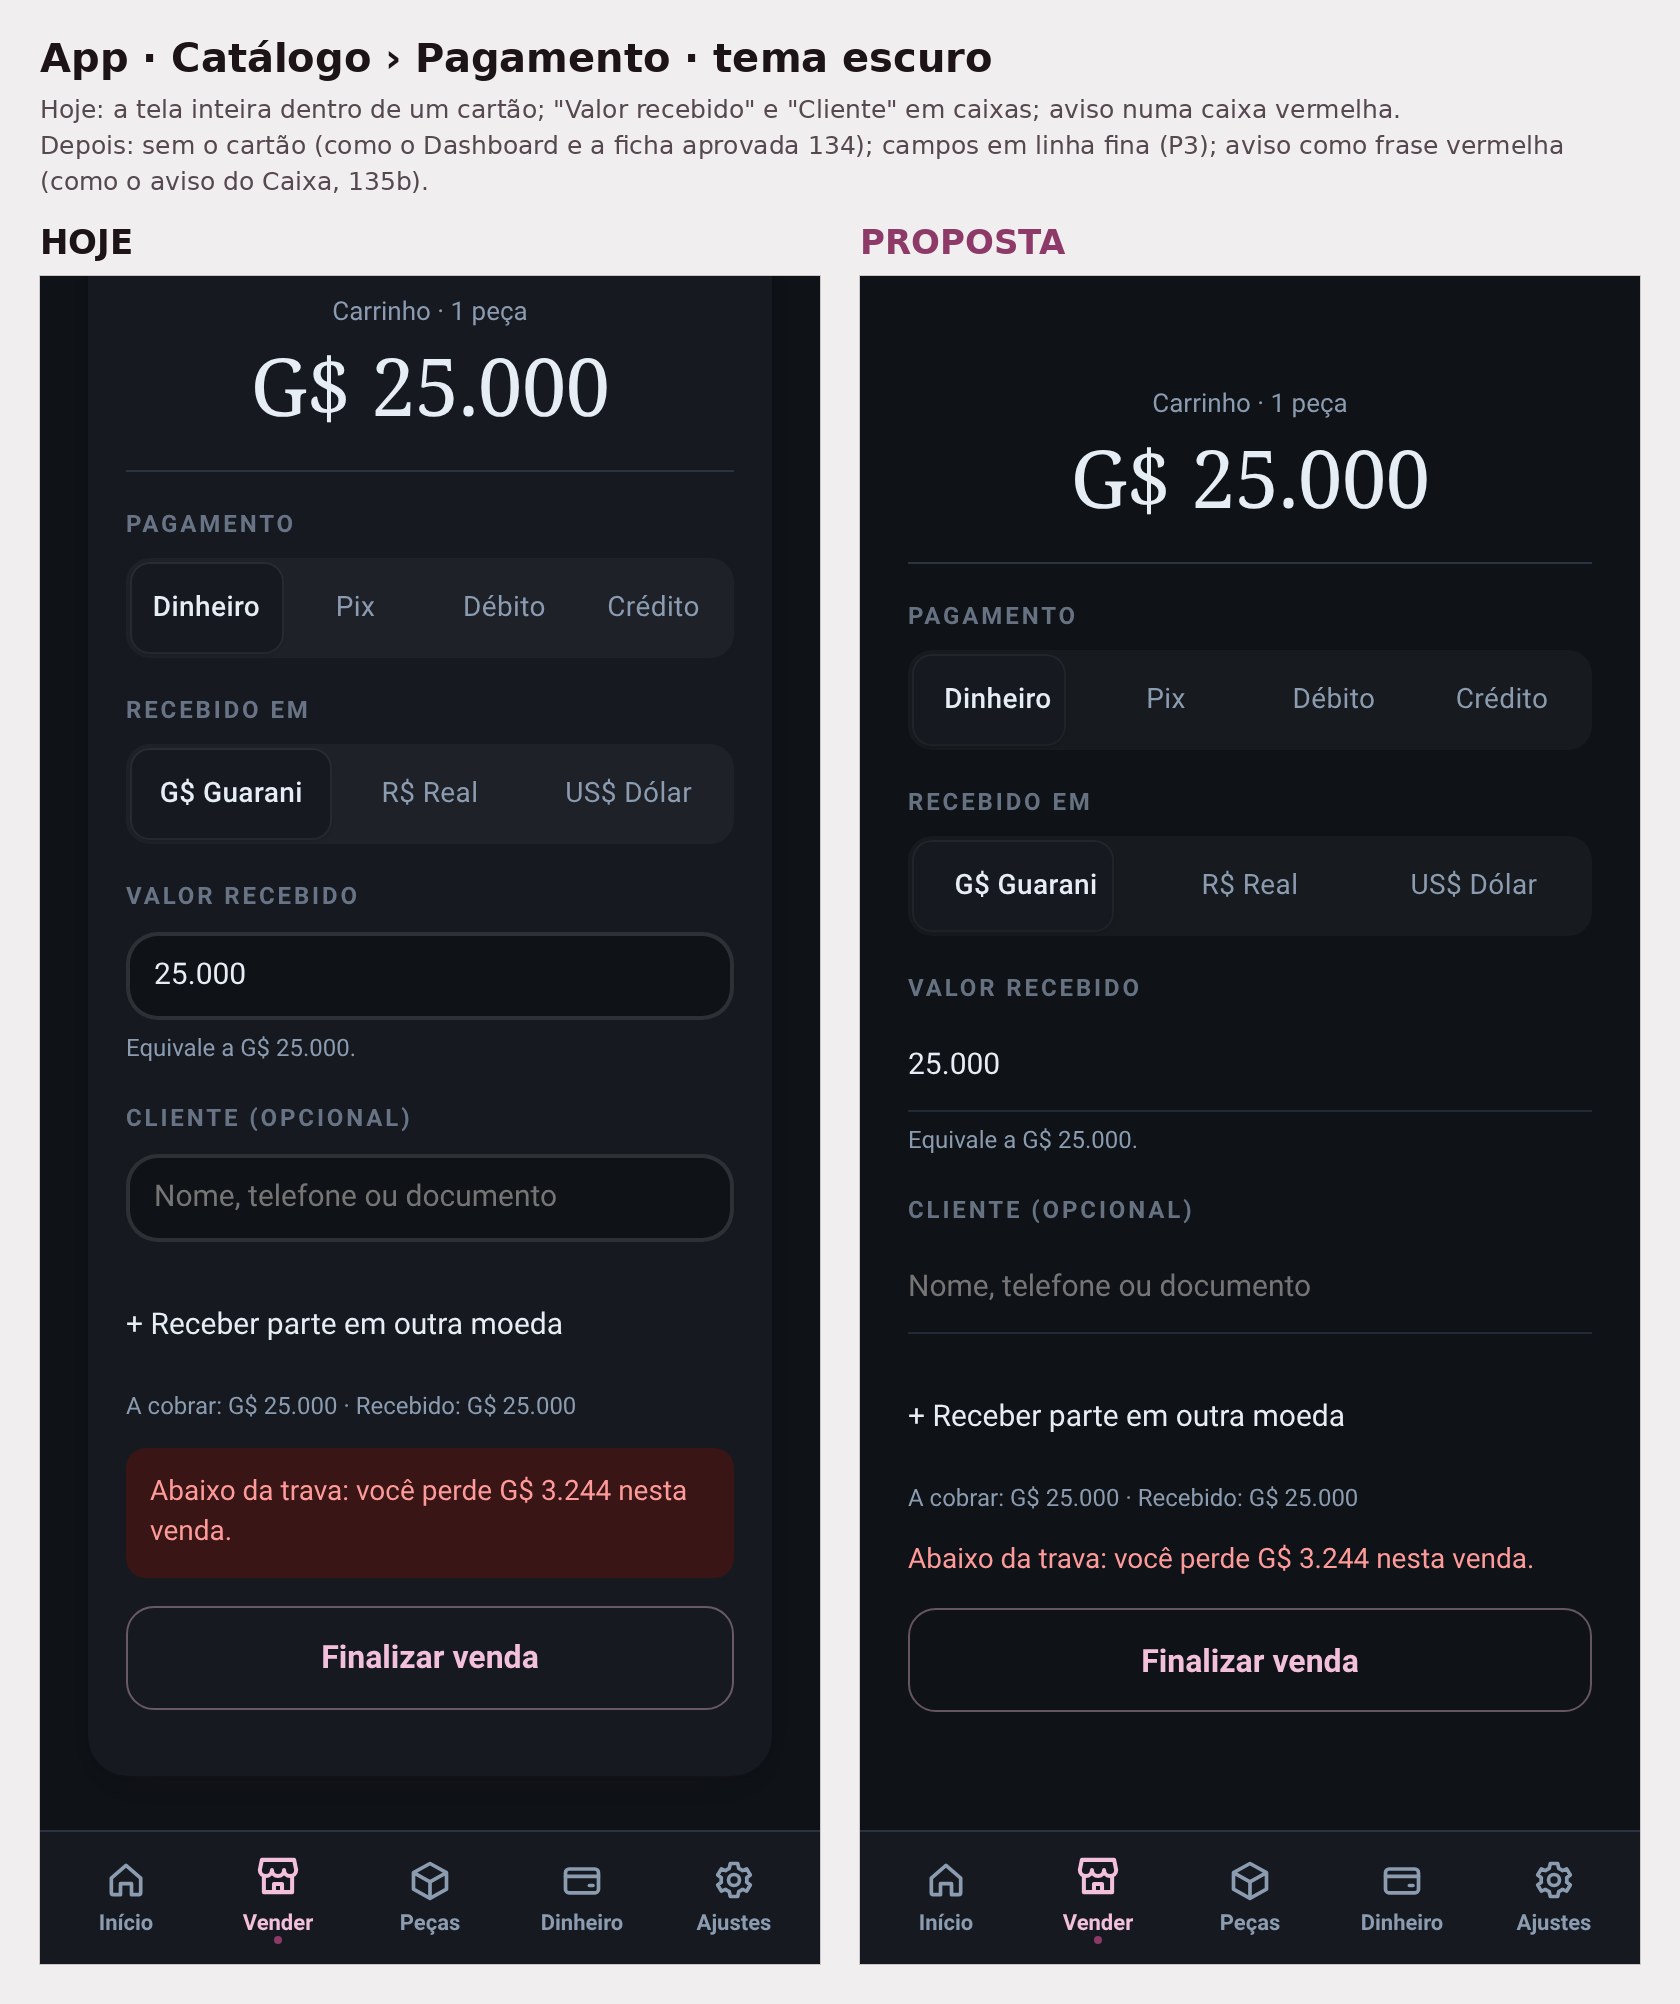 App · Catálogo › Pagamento · tema escuro
Hoje: a tela inteira dentro de um cartão; "Valor recebido" e "Cliente" em caixas; aviso numa caixa vermelha.
Depois: sem o cartão (como o Dashboard e a ficha aprovada 134); campos em linha fina (P3); aviso como frase vermelha
(como o aviso do Caixa, 135b).
HOJE
Carrinho · 1 peça
G$ 25.000
PAGAMENTO
Dinheiro Pix Débito Crédito
RECEBIDO EM
G$ Guarani R$ Real US$ Dólar
VALOR RECEBIDO
25.000
Equivale a G$ 25.000.
CLIENTE (OPCIONAL)
Nome, telefone ou documento
+ Receber parte em outra moeda
A cobrar: G$ 25.000 · Recebido: G$ 25.000
Abaixo da trava: você perde G$ 3.244 nesta
venda.
Finalizar venda
Início Vender Peças Dinheiro Ajustes
PROPOSTA
Carrinho · 1 peça
G$ 25.000
PAGAMENTO
Dinheiro Pix Débito Crédito
RECEBIDO EM
G$ Guarani R$ Real US$ Dólar
VALOR RECEBIDO
25.000
Equivale a G$ 25.000.
CLIENTE (OPCIONAL)
Nome, telefone ou documento
+ Receber parte em outra moeda
A cobrar: G$ 25.000 · Recebido: G$ 25.000
Abaixo da trava: você perde G$ 3.244 nesta venda.
Finalizar venda
Início Vender Peças Dinheiro Ajustes